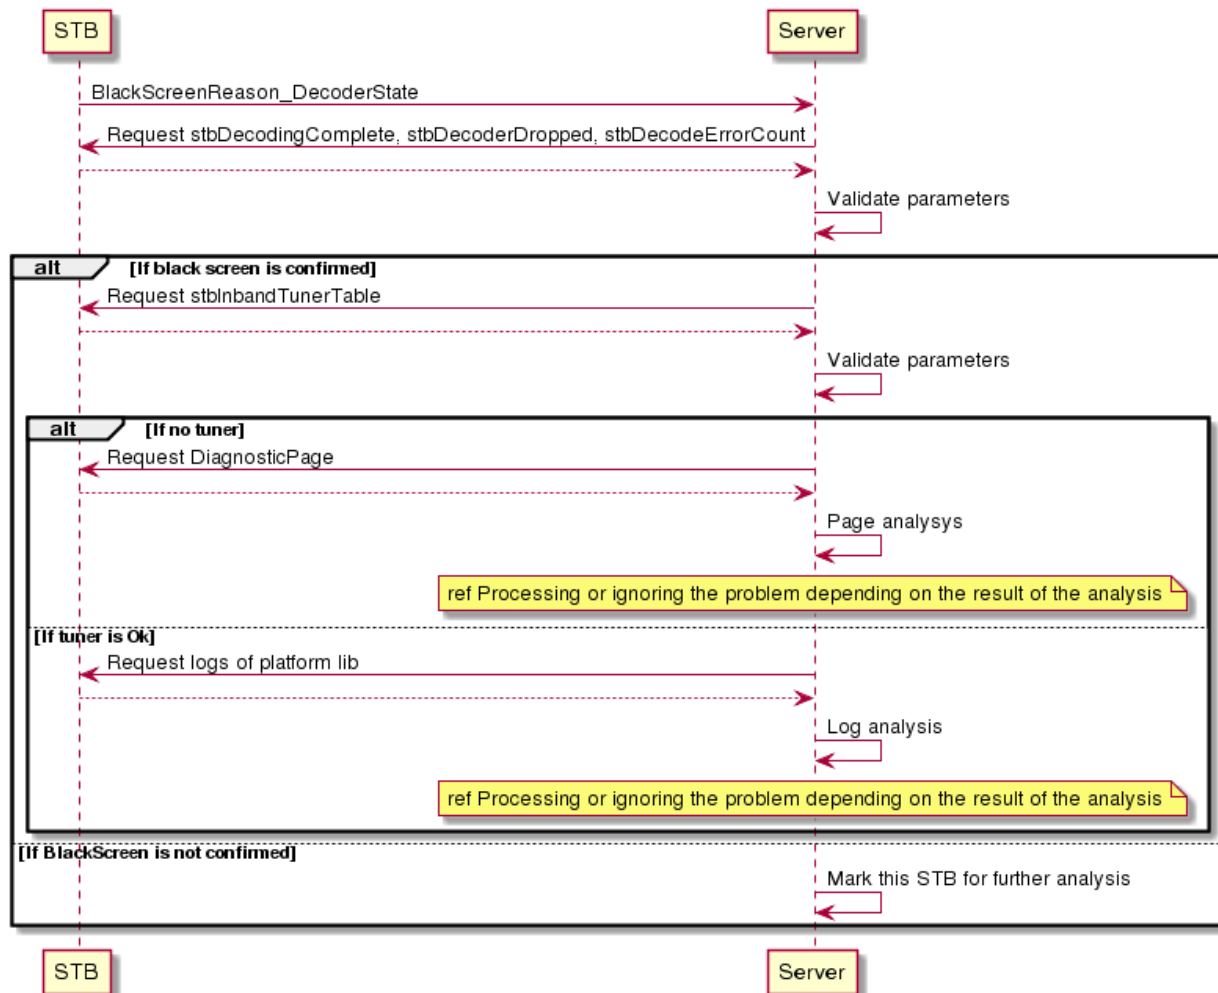 STB Server
BlackScreenReason_DecoderState
Request stbDecodingComplete, stbDecoderDropped, stbDecodeErrorCount
Validate parameters
alt [If black screen is confirmed]
Request stbInbandTunerTable
Validate parameters
alt [If no tuner]
Request DiagnosticPage
Page analysys
ref Processing or ignoring the problem depending on the result of the analysis
[If tuner is Ok]
Request logs of platform lib
Log analysis
ref Processing or ignoring the problem depending on the result of the analysis
[If BlackScreen is not confirmed]
Mark this STB for further analysis
STB Server